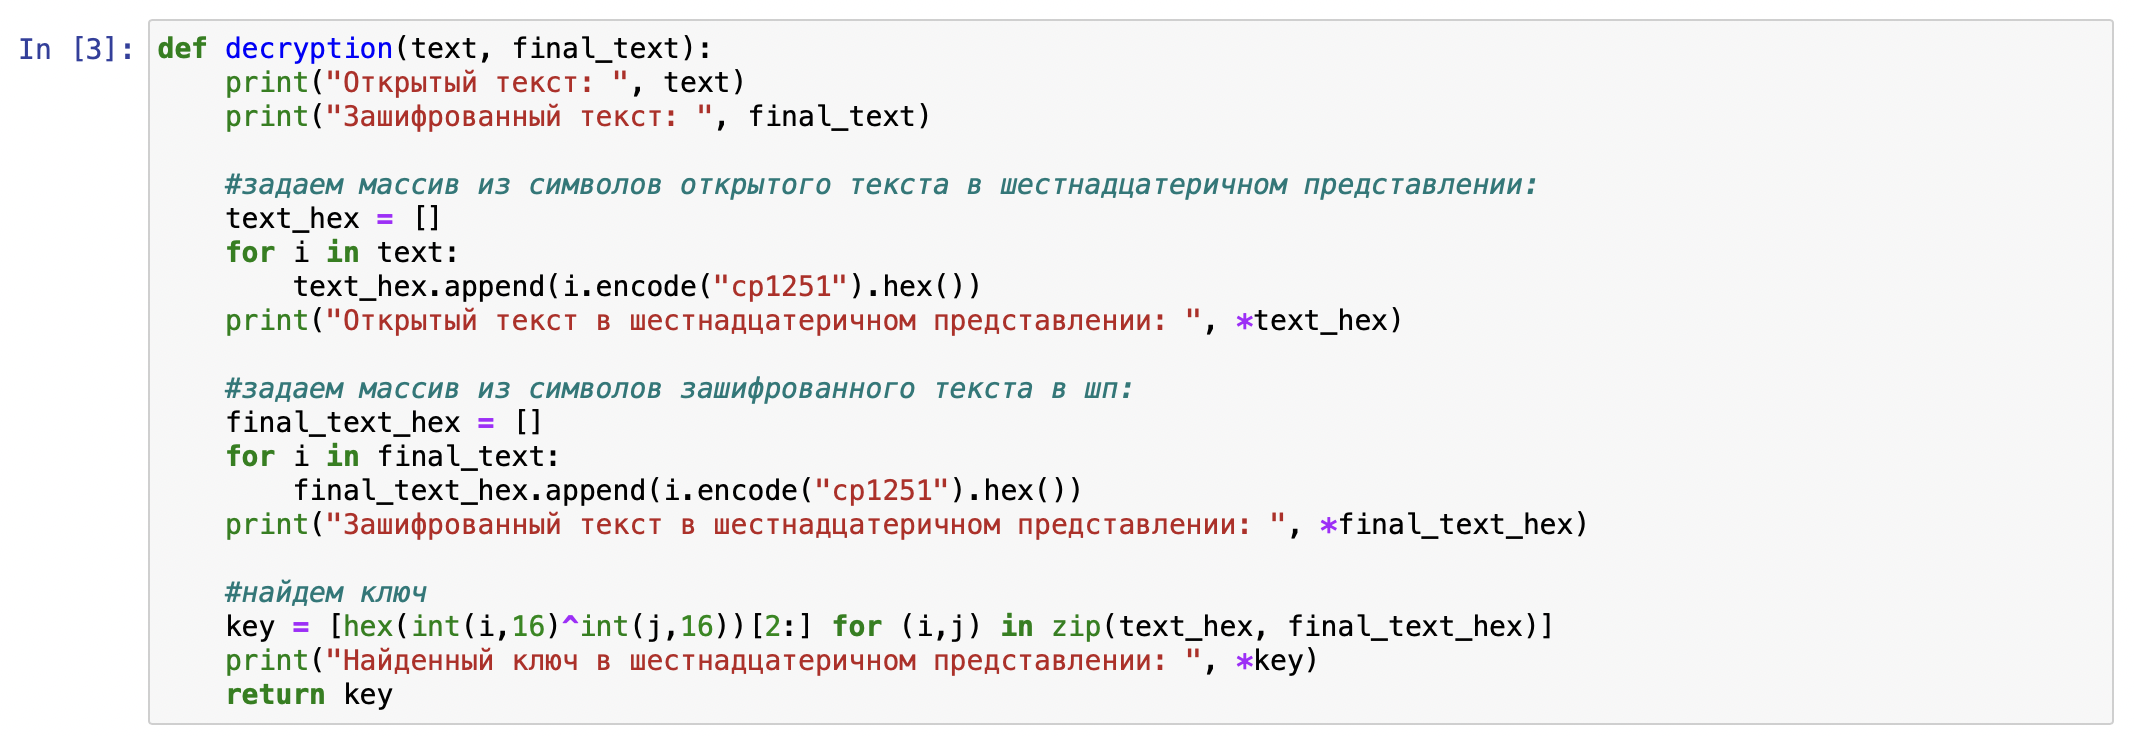 In [3]: def decryption(text, final_text):
    print("Открытый текст: ", text)
    print("Зашифрованный текст: ", final_text)

    #задаем массив из символов открытого текста в шестнадцатеричном представлении:
    text_hex = []
    for i in text:
        text_hex.append(i.encode("cp1251").hex())
    print("Открытый текст в шестнадцатеричном представлении: ", *text_hex)

    #задаем массив из символов зашифрованного текста в шп:
    final_text_hex = []
    for i in final_text:
        final_text_hex.append(i.encode("cp1251").hex())
    print("Зашифрованный текст в шестнадцатеричном представлении: ", *final_text_hex)

    #найдем ключ
    key = [hex(int(i,16)^int(j,16))[2:] for (i,j) in zip(text_hex, final_text_hex)]
    print("Найденный ключ в шестнадцатеричном представлении: ", *key)
    return key